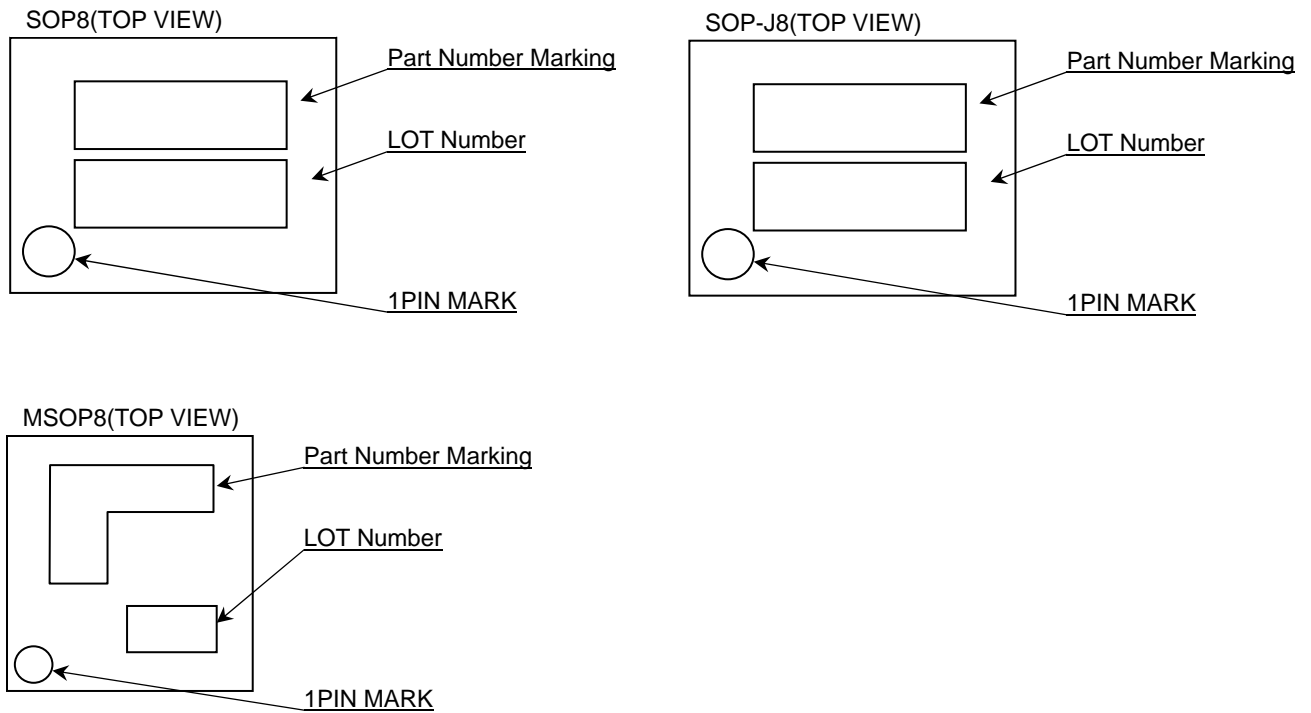 SOP8(TOP VIEW)
Part Number Marking
LOT Number
1PIN MARK
SOP-J8(TOP VIEW)
Part Number Marking
LOT Number
1PIN MARK
MSOP8(TOP VIEW)
Part Number Marking
LOT Number
1PIN MARK